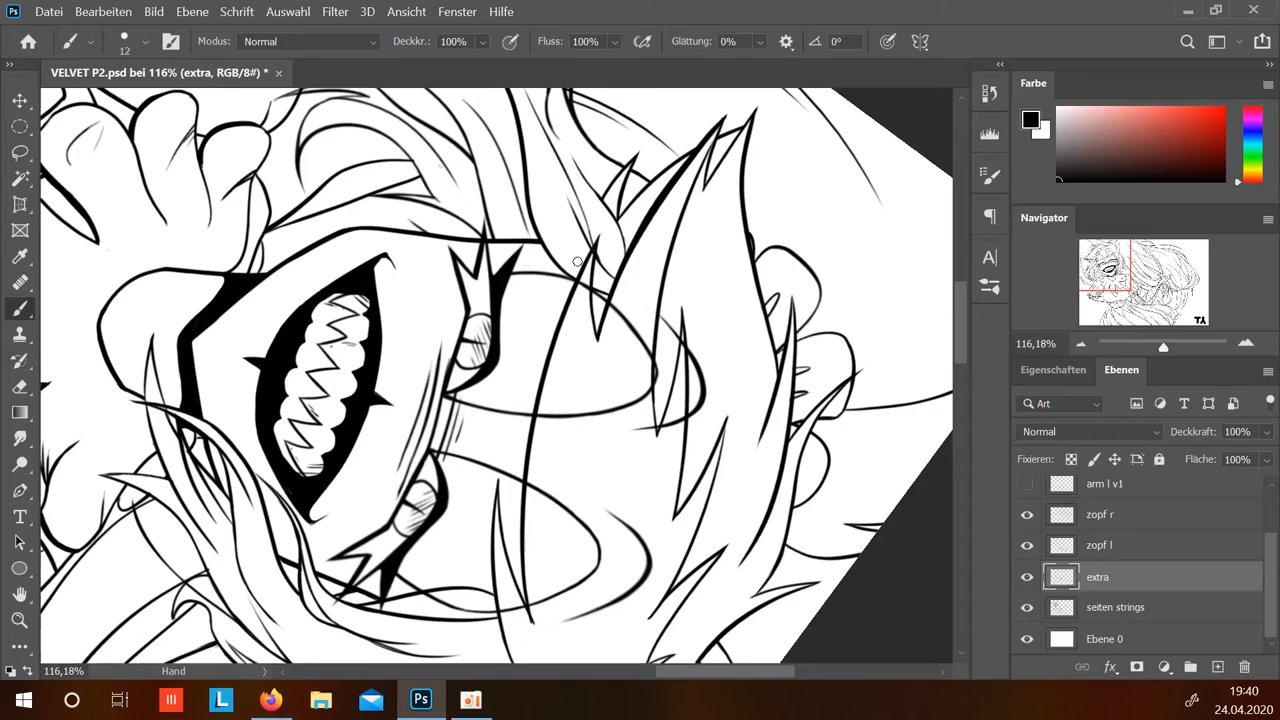 Datei Bearbeiten Bild Ebene Schrift Auswahl Filter 3D Ansicht Fenster Hilfe
12 Modus: Normal Deckkr.: 100% Fluss: 100% Glattung: 0% 0°
VELVET P2.psd bei 116% (extra, RGB/8#) * ×
Farbe
Navigator
116,18%
Eigenschaften Ebenen
Art
Normal Deckkraft: 100%
Fixieren: Fläche: 100%
arm l v1
zopf r
zopf l
extra
seiten strings
Ebene 0
116,18% Hand
19:40
24.04.2020